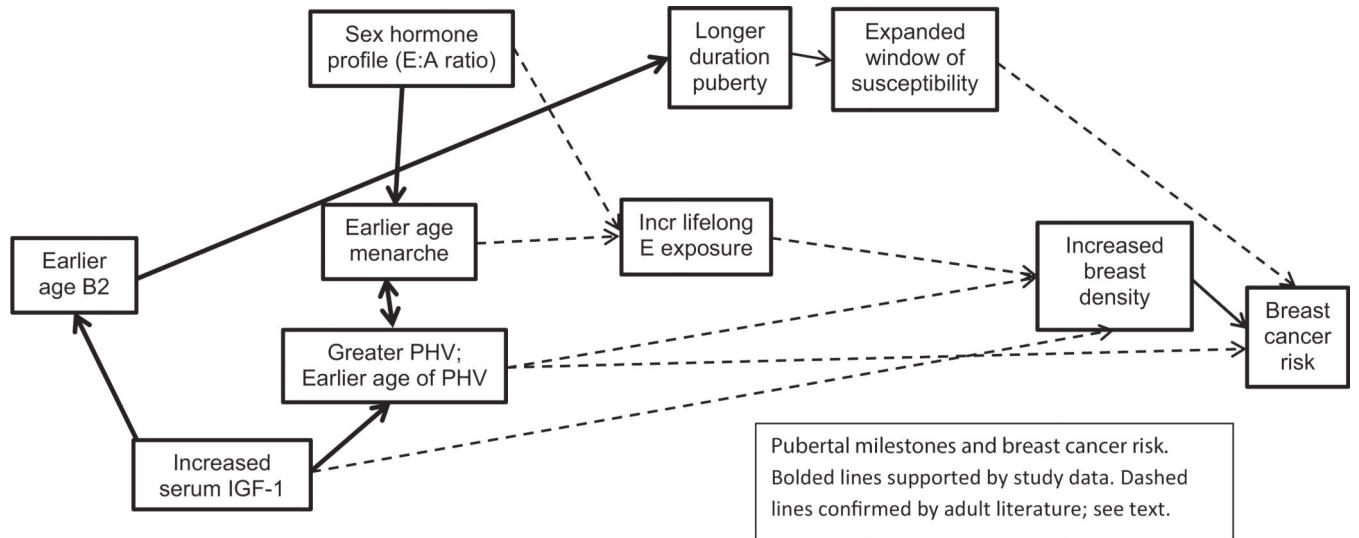 Sex hormone
profile (E:A ratio)
Longer
duration
puberty
Expanded
window of
susceptibility
Earlier age
menarche
Incr lifelong
E exposure
Earlier
age B2
Increased
breast
density
Breast
cancer
risk
Greater PHV;
Earlier age of PHV
Increased
serum IGF-1
Pubertal milestones and breast cancer risk.
Bolded lines supported by study data. Dashed
lines confirmed by adult literature; see text.